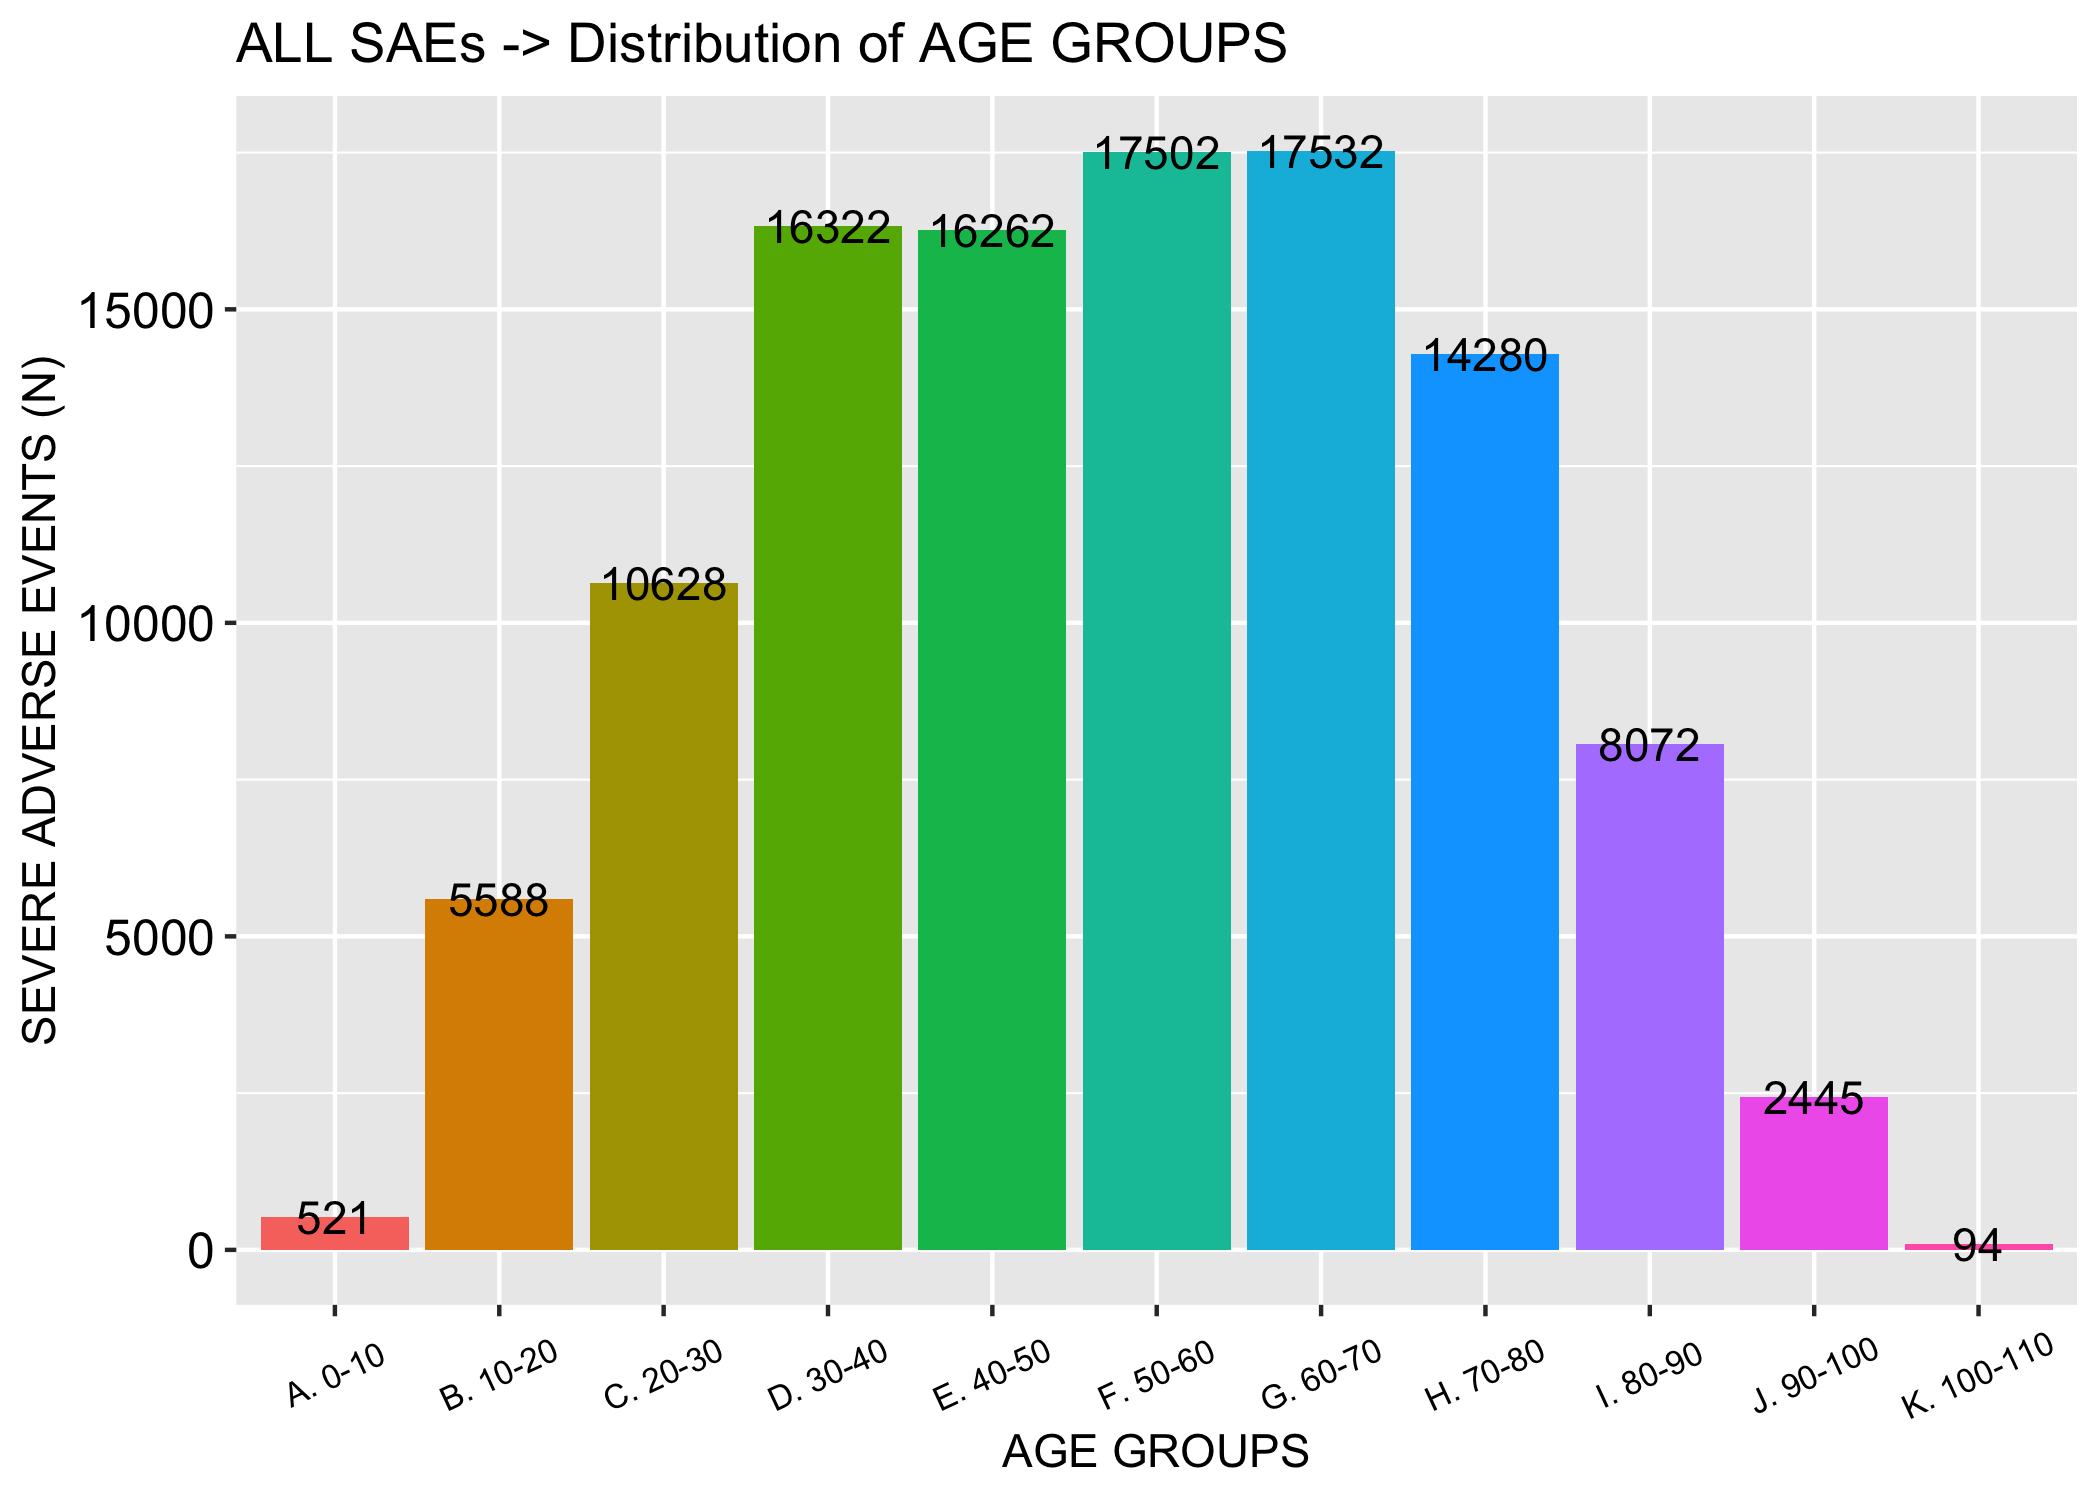 ALL SAEs -> Distribution of AGE GROUPS
SEVERE ADVERSE EVENTS (N)
15000
10000
5000
0
521
5588
10628
16322
16262
17502
17532
14280
8072
2445
94
A. 0-10
B. 10-20
C. 20-30
D. 30-40
E. 40-50
F. 50-60
G. 60-70
H. 70-80
I. 80-90
J. 90-100
K. 100-110
AGE GROUPS